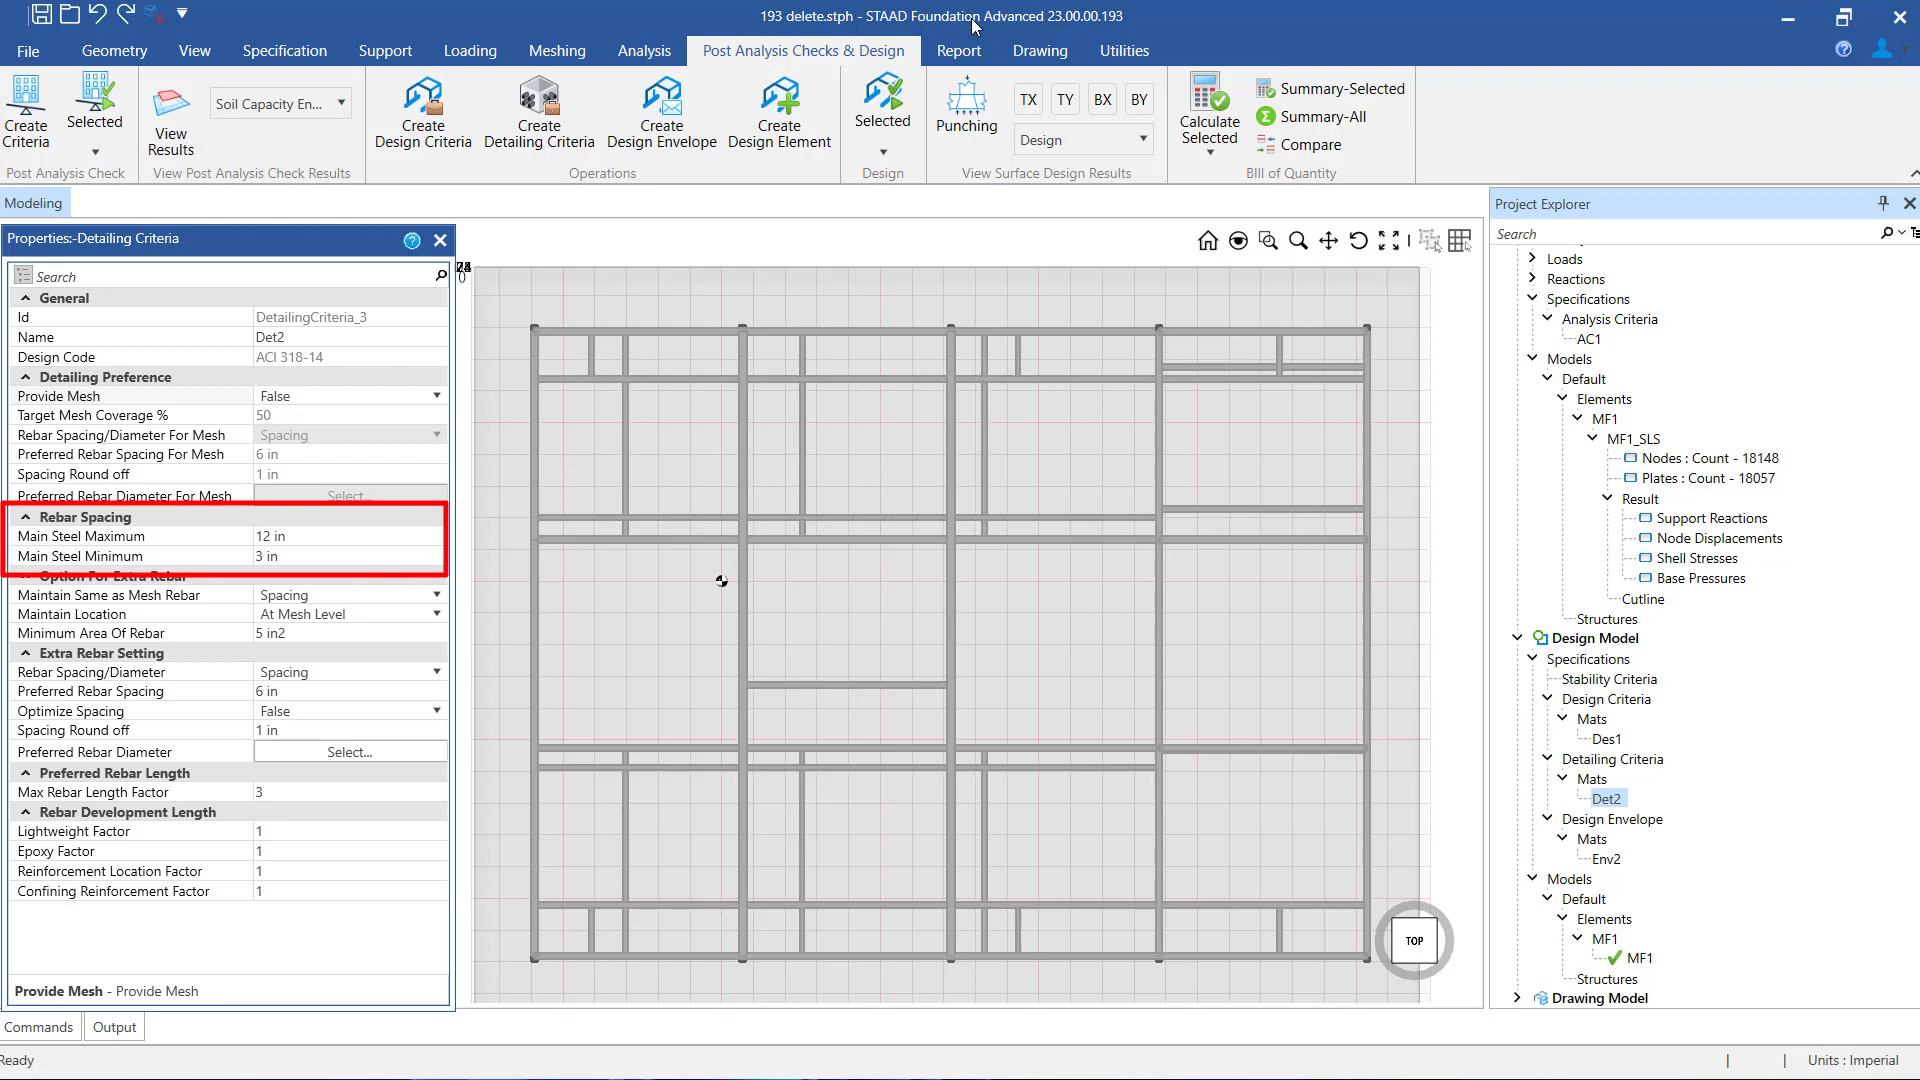 193 delete.stph - STAAD Foundation Advanced 23.00.00.193
File Geometry View Specification Support Loading Meshing Analysis Post Analysis Checks & Design Report Drawing Utilities
Create Criteria
Selected
Post Analysis Check
View Results
Soil Capacity En...
View Post Analysis Check Results
Create Design Criteria
Create Detailing Criteria
Create Design Envelope
Create Design Element
Operations
Selected
Design
Punching
TX TY BX BY
Design
View Surface Design Results
Calculate Selected
Summary-Selected
Summary-All
Compare
Bill of Quantity
Modeling
Properties:-Detailing Criteria
Search
General
Id DetailingCriteria_3
Name Det2
Design Code ACI 318-14
Detailing Preference
Provide Mesh False
Target Mesh Coverage % 50
Rebar Spacing/Diameter For Mesh Spacing
Preferred Rebar Spacing For Mesh 6 in
Spacing Round off 1 in
Preferred Rebar Diameter For Mesh Select...
Rebar Spacing
Main Steel Maximum 12 in
Main Steel Minimum 3 in
Option For Extra Rebar
Maintain Same as Mesh Rebar Spacing
Maintain Location At Mesh Level
Minimum Area Of Rebar 5 in2
Extra Rebar Setting
Rebar Spacing/Diameter Spacing
Preferred Rebar Spacing 6 in
Optimize Spacing False
Spacing Round off 1 in
Preferred Rebar Diameter Select...
Preferred Rebar Length
Max Rebar Length Factor 3
Rebar Development Length
Lightweight Factor 1
Epoxy Factor 1
Reinforcement Location Factor 1
Confining Reinforcement Factor 1
Provide Mesh - Provide Mesh
Commands Output
0
TOP
Project Explorer
Search
Loads
Reactions
Specifications
Analysis Criteria
AC1
Models
Default
Elements
MF1
MF1_SLS
Nodes : Count - 18148
Plates : Count - 18057
Result
Support Reactions
Node Displacements
Shell Stresses
Base Pressures
Cutline
Structures
Design Model
Specifications
Stability Criteria
Design Criteria
Mats
Des1
Detailing Criteria
Mats
Det2
Design Envelope
Mats
Env2
Models
Default
Elements
MF1
MF1
Structures
Drawing Model
Ready
Units : Imperial